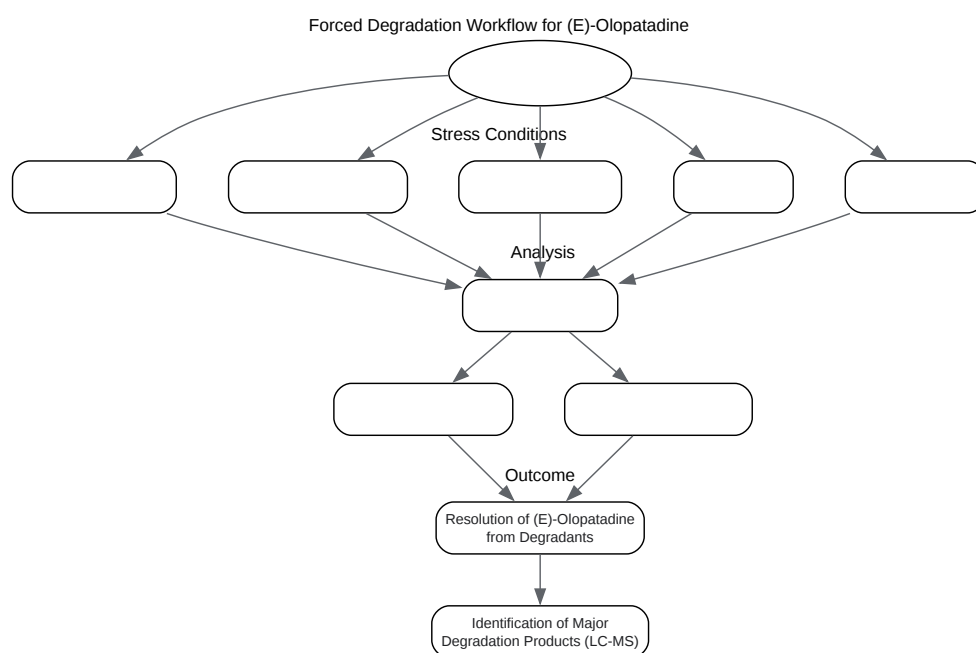 Forced Degradation Workflow for (E)-Olopatadine
Stress Conditions
Analysis
Outcome
Resolution of (E)-Olopatadine
from Degradants
Identification of Major
Degradation Products (LC-MS)